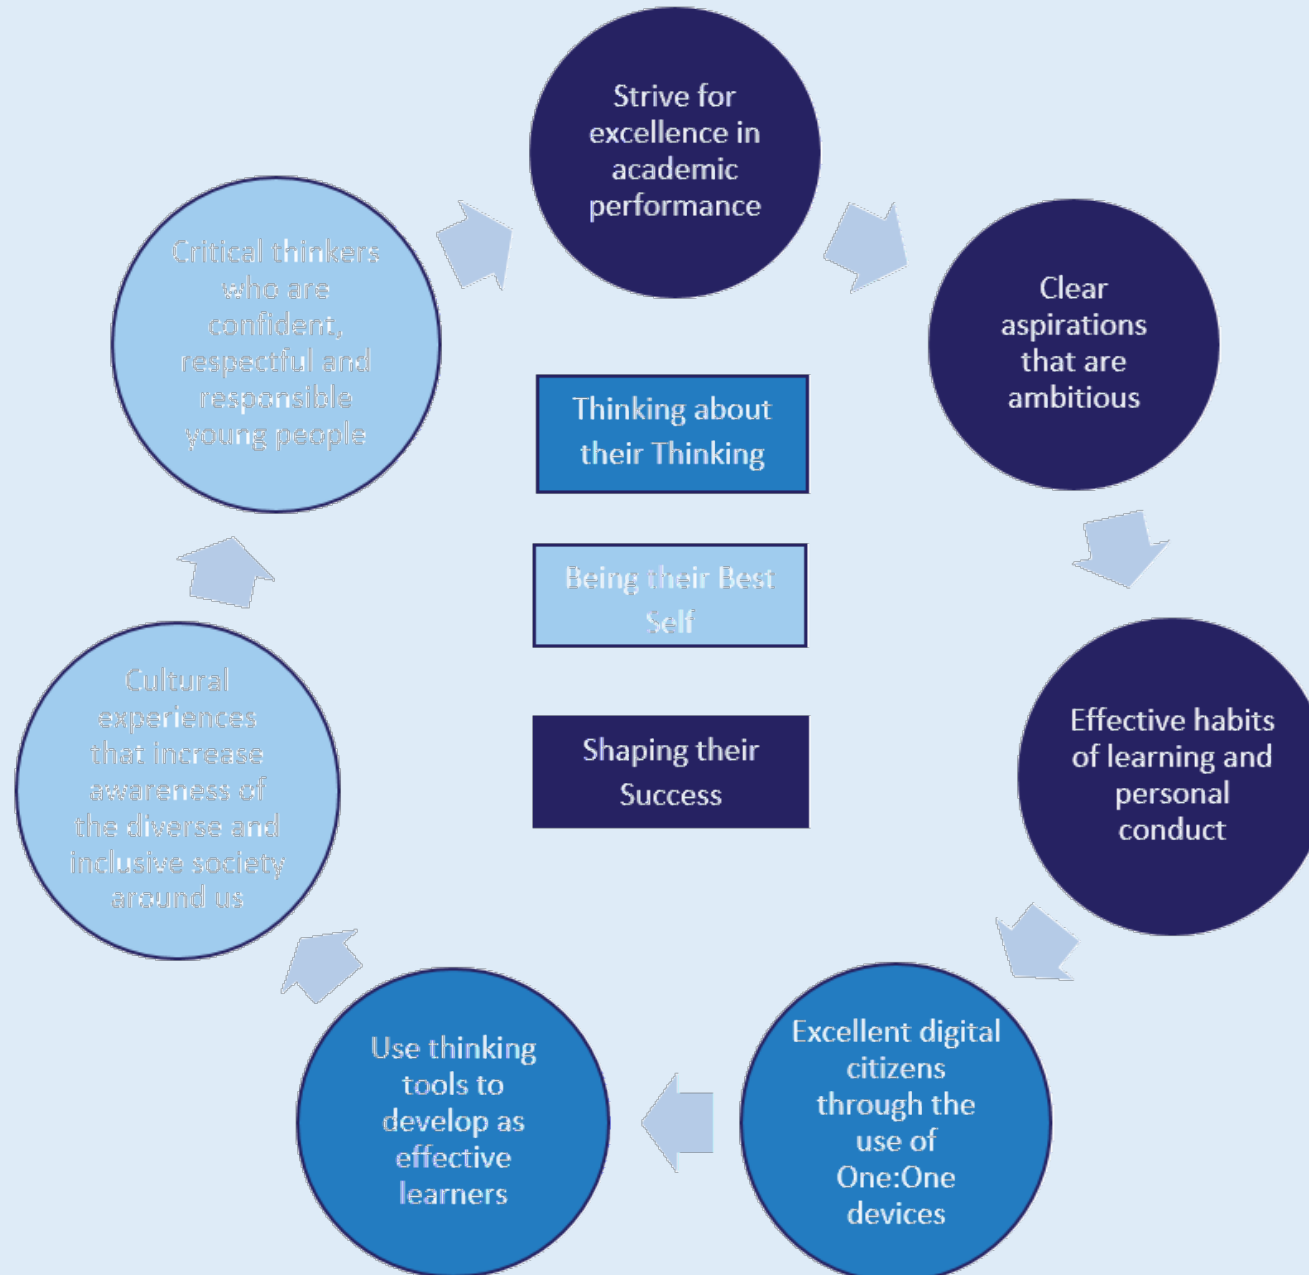 Strive for
excellence in
academic
performance
Clear
aspirations
that are
ambitious
Effective habits
of learning and
personal
conduct
Excellent digital
citizens
through the
use of
One:One
devices
Use thinking
tools to
develop as
effective
learners
Cultural
experiences
that increase
awareness of
the diverse and
inclusive society
around us
Critical thinkers
who are
confident,
respectful and
responsible
young people
Thinking about
their Thinking
Being their Best
Self
Shaping their
Success